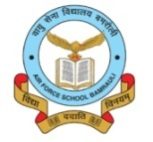 वायु सेना विद्यालय बमरौली
AIR FORCE SCHOOL BAMRAULI
विद्या ददाति विनयम्